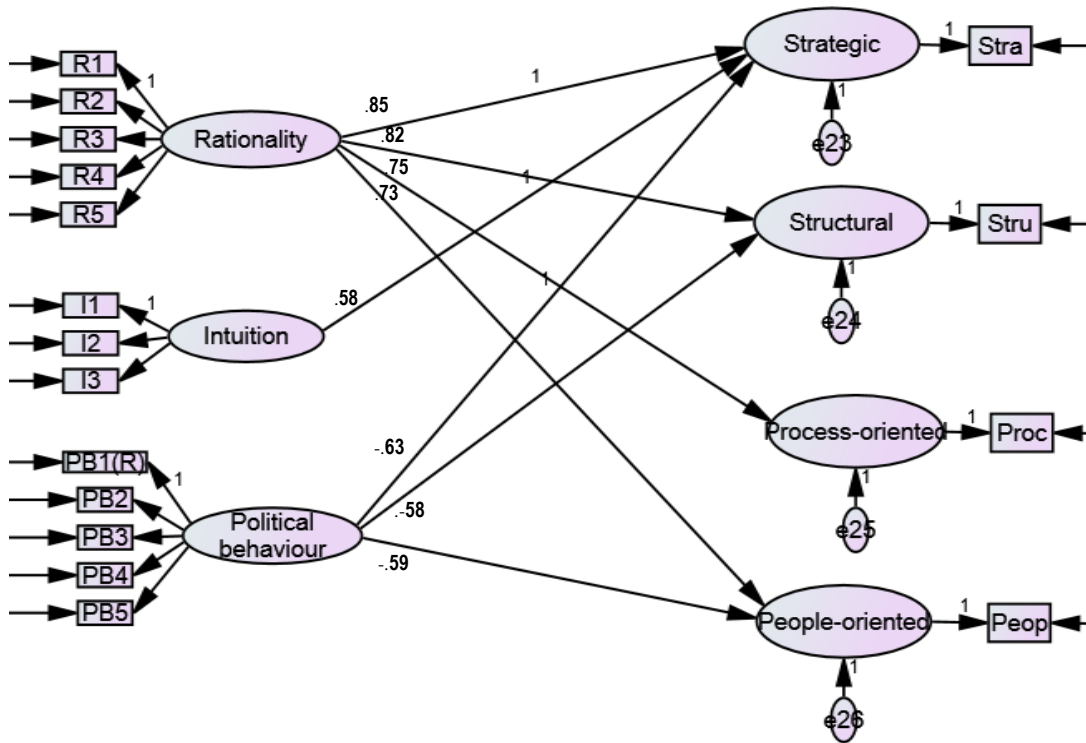 R1
R2
R3
R4
R5
1
Rationality
.85
.82
.75
.73
1
1
1
I1
I2
I3
1
Intuition
.58
PB1(R)
PB2
PB3
PB4
PB5
1
Political
behaviour
-.63
.-58
-.59
Strategic
1
Stra
1
e23
Structural
1
Stru
1
e24
Process-oriented
1
Proc
1
e25
People-oriented
1
Peop
1
e26